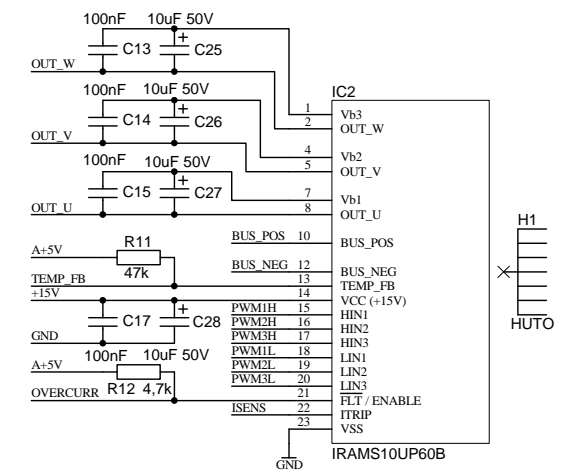 100nF 10uF 50V
C13 C25
OUT_W
100nF 10uF 50V
IC2
1 Vb3
2 OUT_W
C14 C26
OUT_V
4 Vb2
5 OUT_V
100nF 10uF 50V
C15 C27
7 Vb1
OUT_U
8 OUT_U
H1
R11
BUS_POS 10 BUS_POS
A+5V
47k
BUS_NEG 12 BUS_NEG
TEMP_FB 13 TEMP_FB
+15V 14 VCC (+15V)
C17 C28
PWM1H 15 HIN1
PWM2H 16 HIN2
HUTO
GND
PWM3H 17 HIN3
100nF 10uF 50V
PWM1L 18 LIN1
A+5V
PWM2L 19 LIN2
R12 4,7k
PWM3L 20 LIN3
OVERCURR 21 FLT / ENABLE
ISENS 22 ITRIP
23 VSS
IRAMS10UP60B
GND